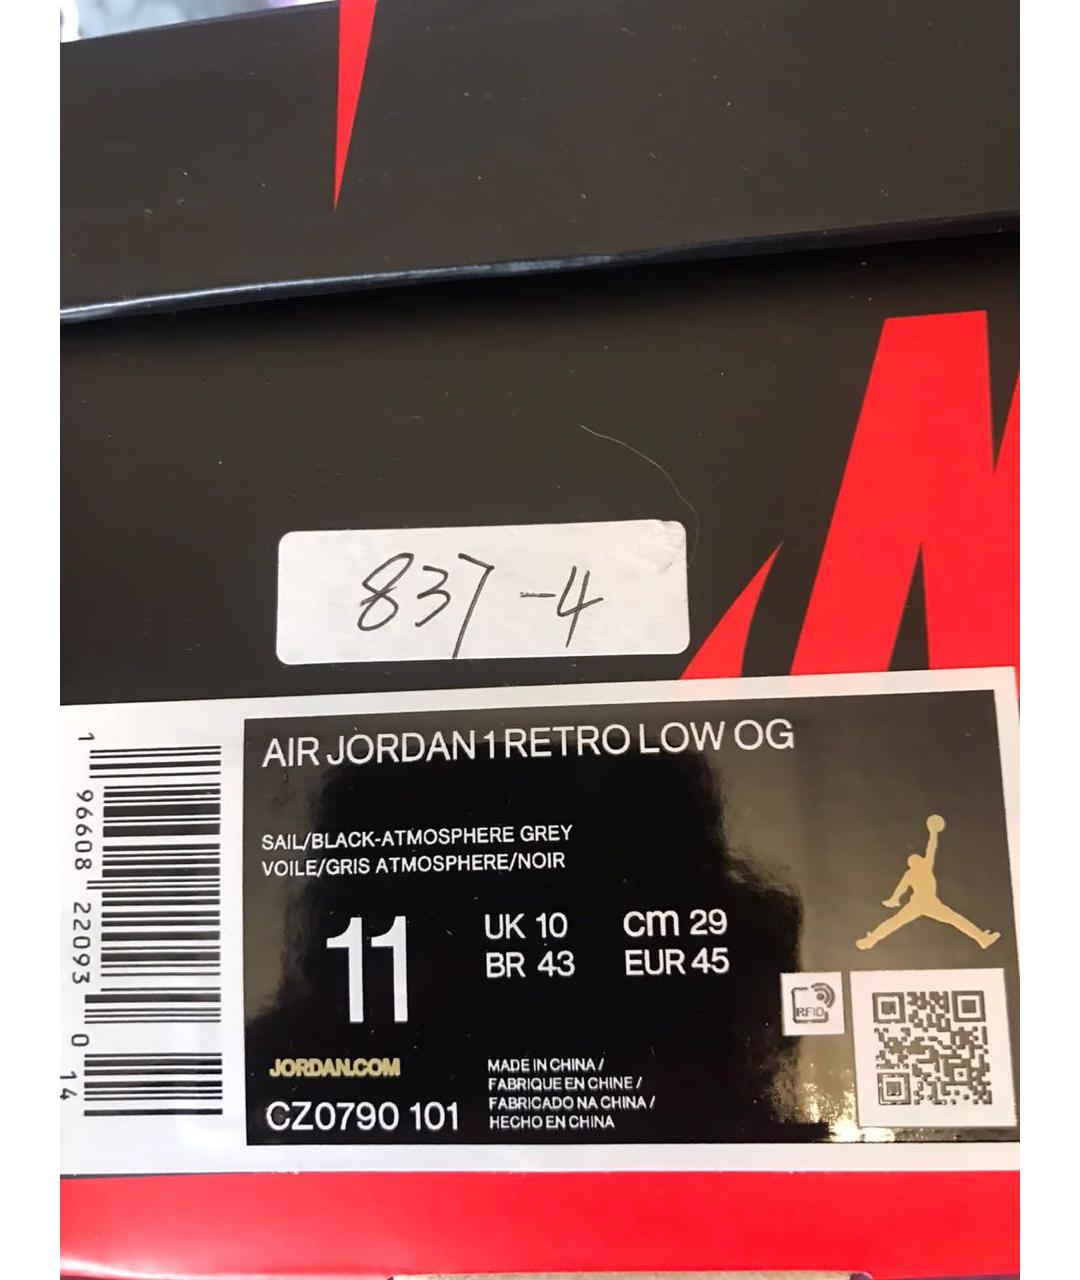 837-4
AIR JORDAN 1 RETRO LOW OG
SAIL/BLACK-ATMOSPHERE GREY
VOILE/GRIS ATMOSPHERE/NOIR
11
UK 10 cm 29
BR 43 EUR 45
RFID
JORDAN.COM
CZ0790 101
MADE IN CHINA /
FABRIQUE EN CHINE /
FABRICADO NA CHINA /
HECHO EN CHINA
1 96608 22093 0 14